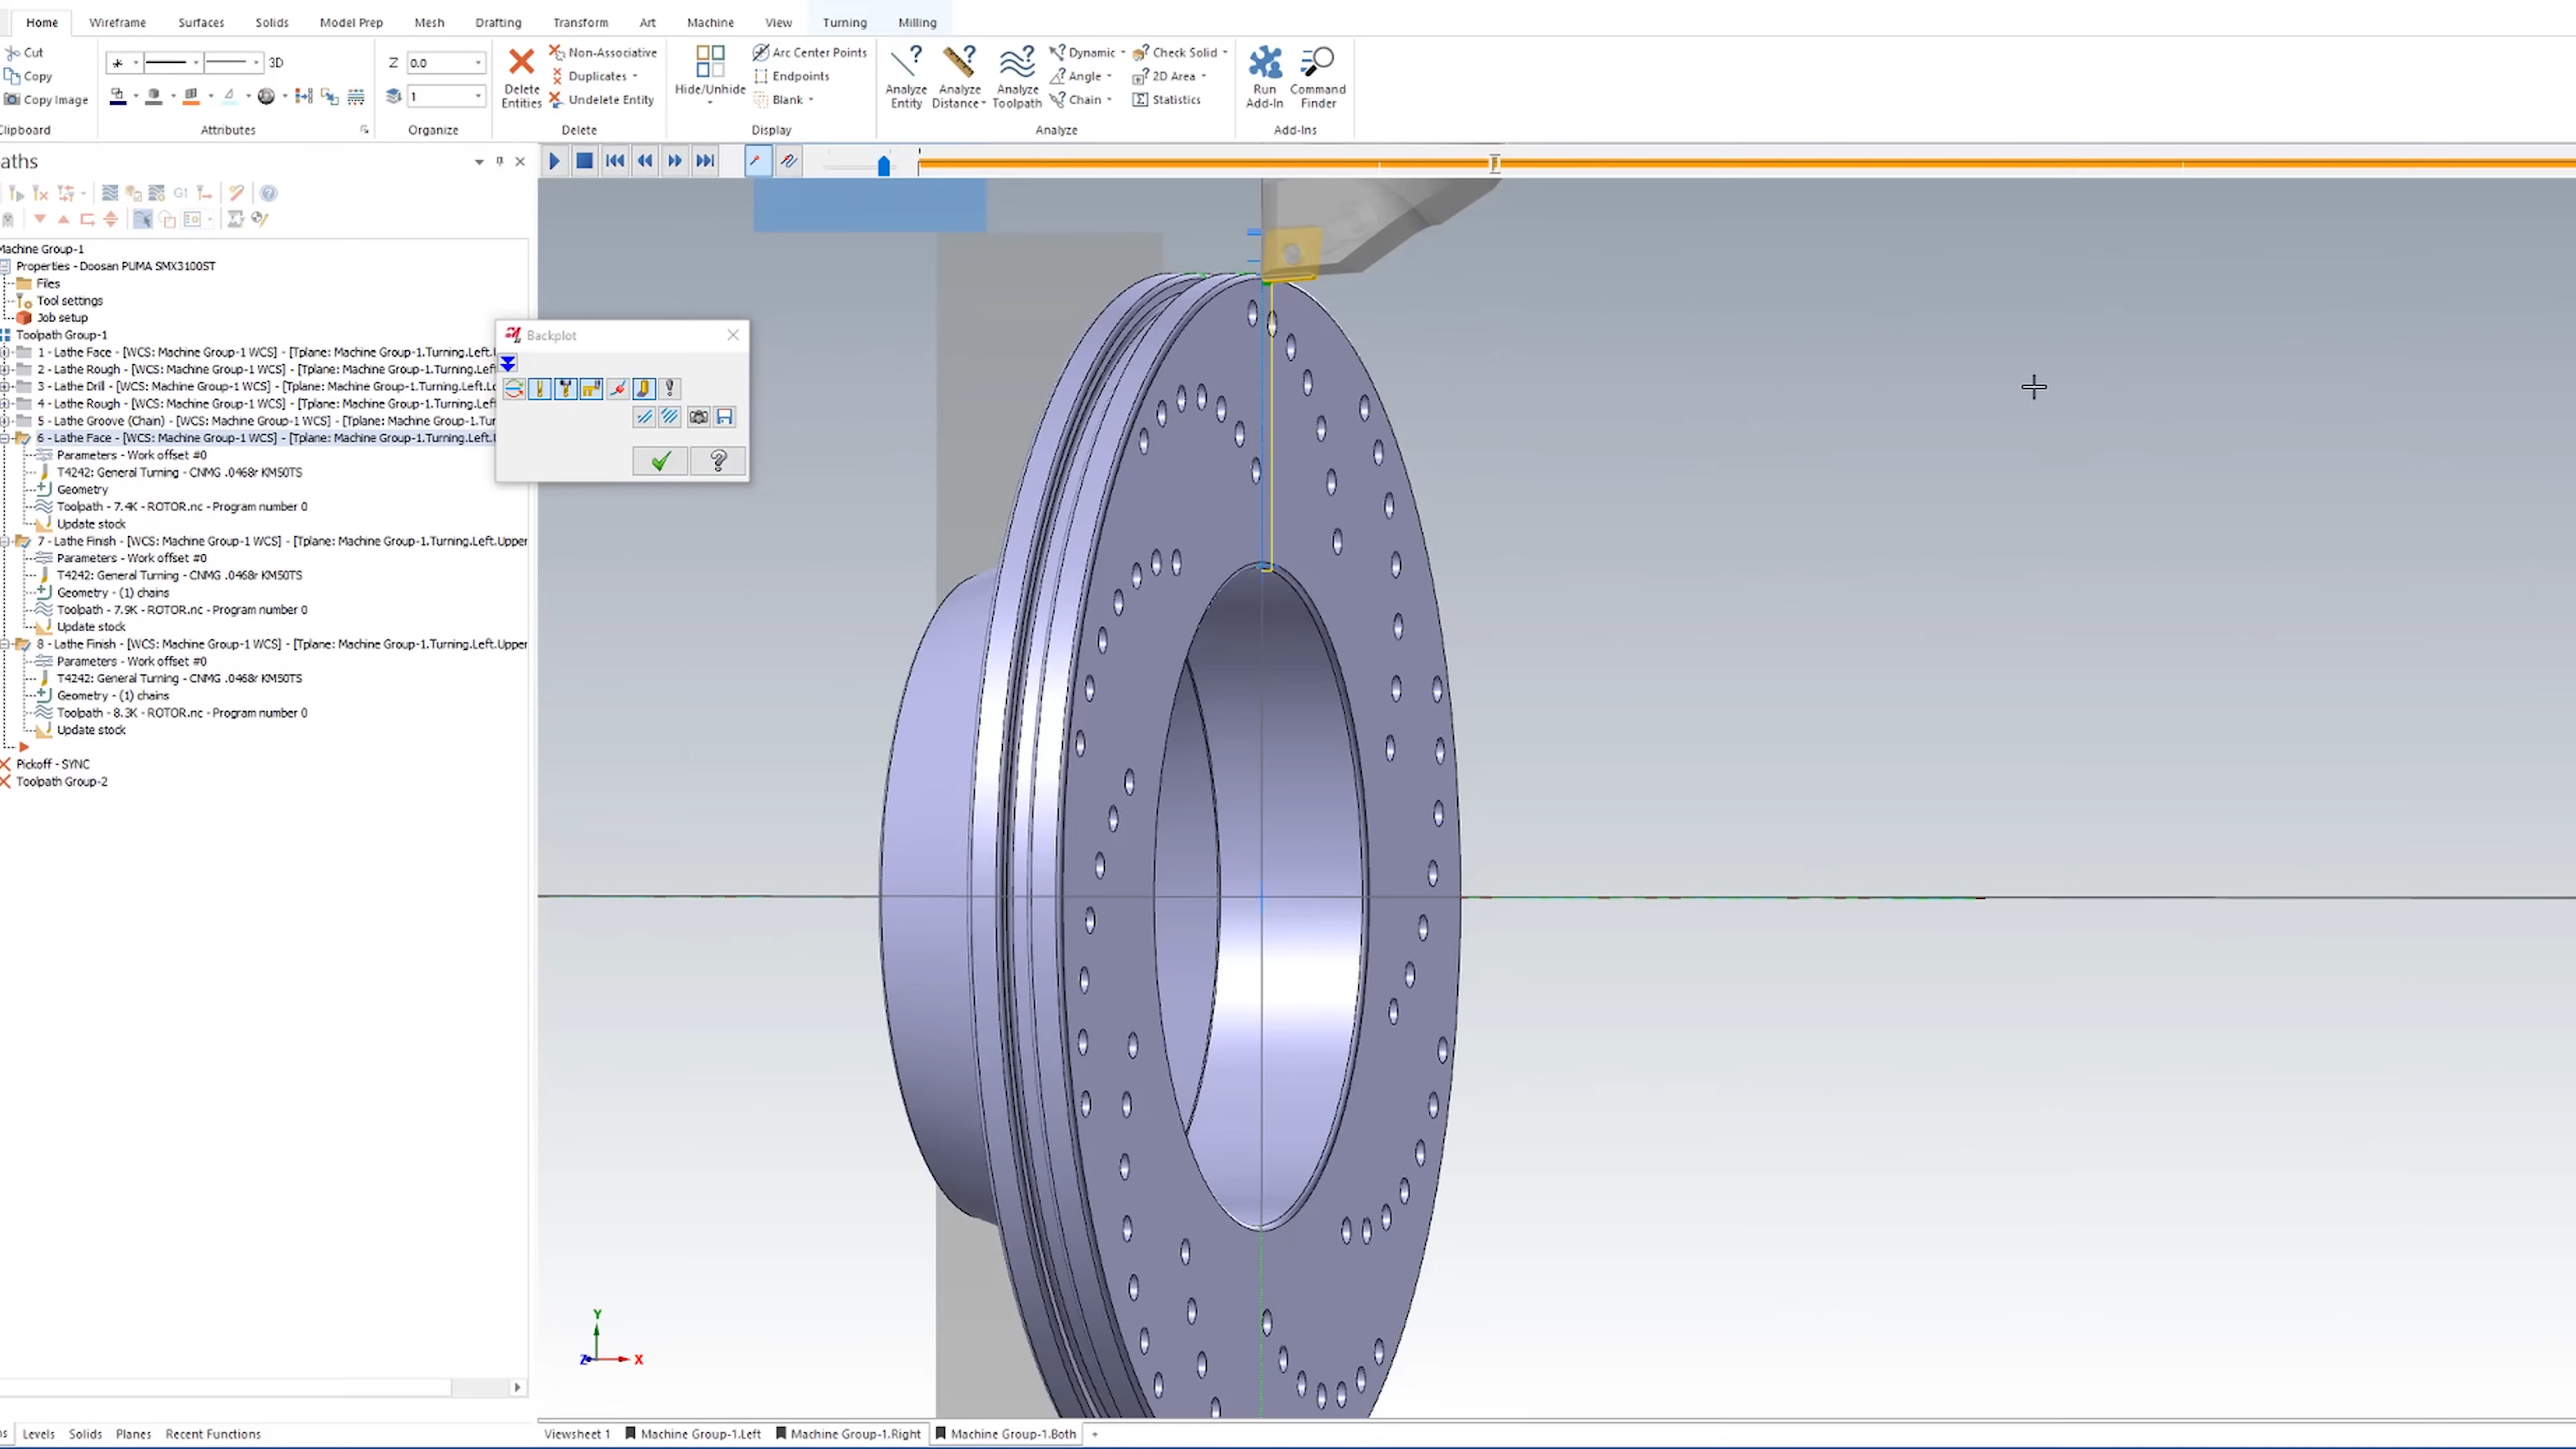 Home Wireframe Surfaces Solids Model Prep Mesh Drafting Transform Art Machine View Turning Milling
Cut
Copy
Copy Image
Clipboard
3D
Attributes
Z 0.0
1
Organize
Delete Entities
Non-Associative
Duplicates
Undelete Entity
Delete
Hide/Unhide
Arc Center Points
Endpoints
Blank
Display
Analyze Entity
Analyze Distance
Analyze Toolpath
Dynamic
Angle
Chain
Check Solid
2D Area
Statistics
Analyze
Run Add-In
Command Finder
Add-Ins
aths
G1
Machine Group-1
Properties - Doosan PUMA SMX3100ST
Files
Tool settings
Job setup
Toolpath Group-1
1 - Lathe Face - [WCS: Machine Group-1 WCS] - [Tplane: Machine Group-1.Turning.Left.
2 - Lathe Rough - [WCS: Machine Group-1 WCS] - [Tplane: Machine Group-1.Turning.Lef
3 - Lathe Drill - [WCS: Machine Group-1 WCS] - [Tplane: Machine Group-1.Turning.Left.Lo
4 - Lathe Rough - [WCS: Machine Group-1 WCS] - [Tplane: Machine Group-1.Turning.Lef
5 - Lathe Groove (Chain) - [WCS: Machine Group-1 WCS] - [Tplane: Machine Group-1.Tur
6 - Lathe Face - [WCS: Machine Group-1 WCS] - [Tplane: Machine Group-1.Turning.Left.
Parameters - Work offset #0
T4242: General Turning - CNMG .0468r KM50TS
Geometry
Toolpath - 7.4K - ROTOR.nc - Program number 0
Update stock
7 - Lathe Finish - [WCS: Machine Group-1 WCS] - [Tplane: Machine Group-1.Turning.Left.Upper
Parameters - Work offset #0
T4242: General Turning - CNMG .0468r KM50TS
Geometry - (1) chains
Toolpath - 7.9K - ROTOR.nc - Program number 0
Update stock
8 - Lathe Finish - [WCS: Machine Group-1 WCS] - [Tplane: Machine Group-1.Turning.Left.Upper
Parameters - Work offset #0
T4242: General Turning - CNMG .0468r KM50TS
Geometry - (1) chains
Toolpath - 8.3K - ROTOR.nc - Program number 0
Update stock
Pickoff - SYNC
Toolpath Group-2
Backplot
Y
Z X
Levels Solids Planes Recent Functions
Viewsheet 1 Machine Group-1.Left Machine Group-1.Right Machine Group-1.Both +